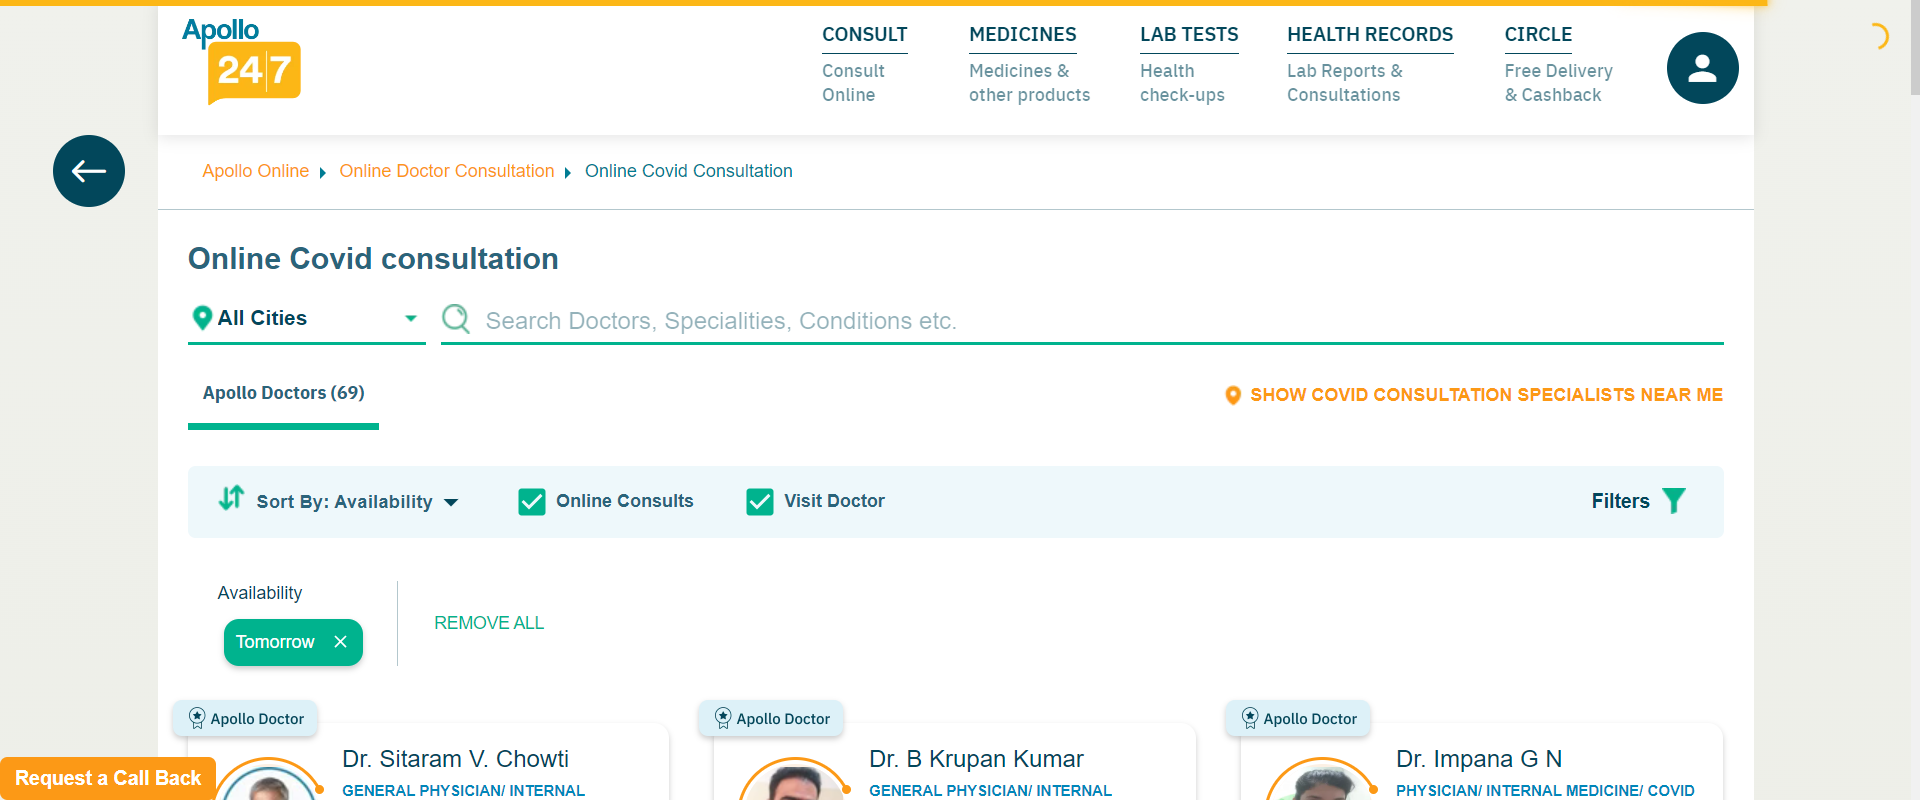 Apollo
24|7
CONSULT
Consult
Online
MEDICINES
Medicines &
other products
LAB TESTS
Health
check-ups
HEALTH RECORDS
Lab Reports &
Consultations
CIRCLE
Free Delivery
& Cashback
Apollo Online
Online Doctor Consultation
Online Covid Consultation
Online Covid consultation
All Cities
Search Doctors, Specialities, Conditions etc.
Apollo Doctors (69)
SHOW COVID CONSULTATION SPECIALISTS NEAR ME
Sort By: Availability
Online Consults
Visit Doctor
Filters
Availability
Tomorrow
REMOVE ALL
Apollo Doctor
Dr. Sitaram V. Chowti
GENERAL PHYSICIAN/ INTERNAL
Apollo Doctor
Dr. B Krupan Kumar
GENERAL PHYSICIAN/ INTERNAL
Apollo Doctor
Dr. Impana G N
PHYSICIAN/ INTERNAL MEDICINE/ COVID
Request a Call Back